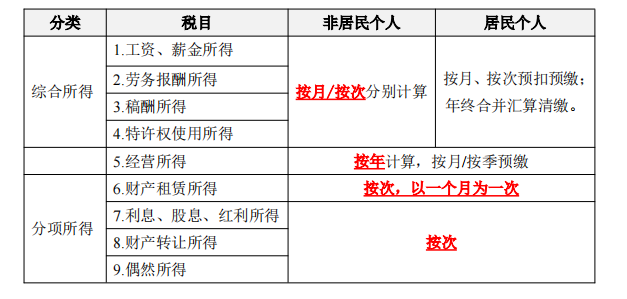 分类 税目 非居民个人 居民个人
综合所得
1.工资、薪金所得
2.劳务报酬所得
3.稿酬所得
4.特许权使用所得
按月/按次分别计算
按月、按次预扣预缴；
年终合并汇算清缴。
5.经营所得
按年计算，按月/按季预缴
分项所得
6.财产租赁所得
按次，以一个月为一次
7.利息、股息、红利所得
8.财产转让所得
9.偶然所得
按次